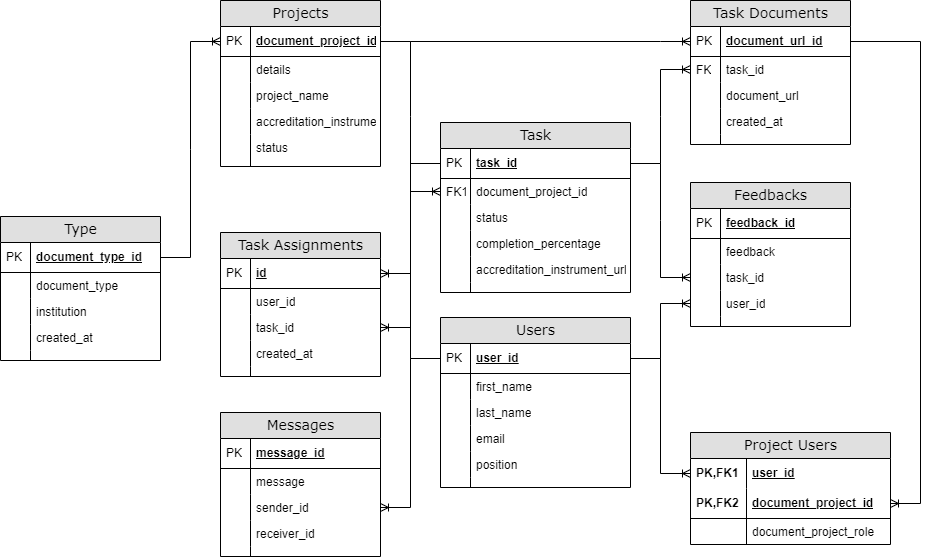 Projects
PK document_project_id
details
project_name
accreditation_instrume
status
Type
PK document_type_id
document_type
institution
created_at
Task Assignments
PK id
user_id
task_id
created_at
Messages
PK message_id
message
sender_id
receiver_id
Task
PK task_id
FK1 document_project_id
status
completion_percentage
accreditation_instrument_url
Users
PK user_id
first_name
last_name
email
position
Task Documents
PK document_url_id
FK task_id
document_url
created_at
Feedbacks
PK feedback_id
feedback
task_id
user_id
Project Users
PK,FK1 user_id
PK,FK2 document_project_id
document_project_role